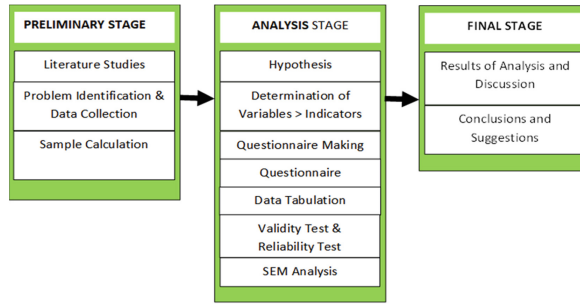 PRELIMINARY STAGE
Literature Studies
Problem Identification &
Data Collection
Sample Calculation
ANALYSIS STAGE
Hypothesis
Determination of
Variables > Indicators
Questionnaire Making
Questionnaire
Data Tabulation
Validity Test &
Reliability Test
SEM Analysis
FINAL STAGE
Results of Analysis and
Discussion
Conclusions and
Suggestions